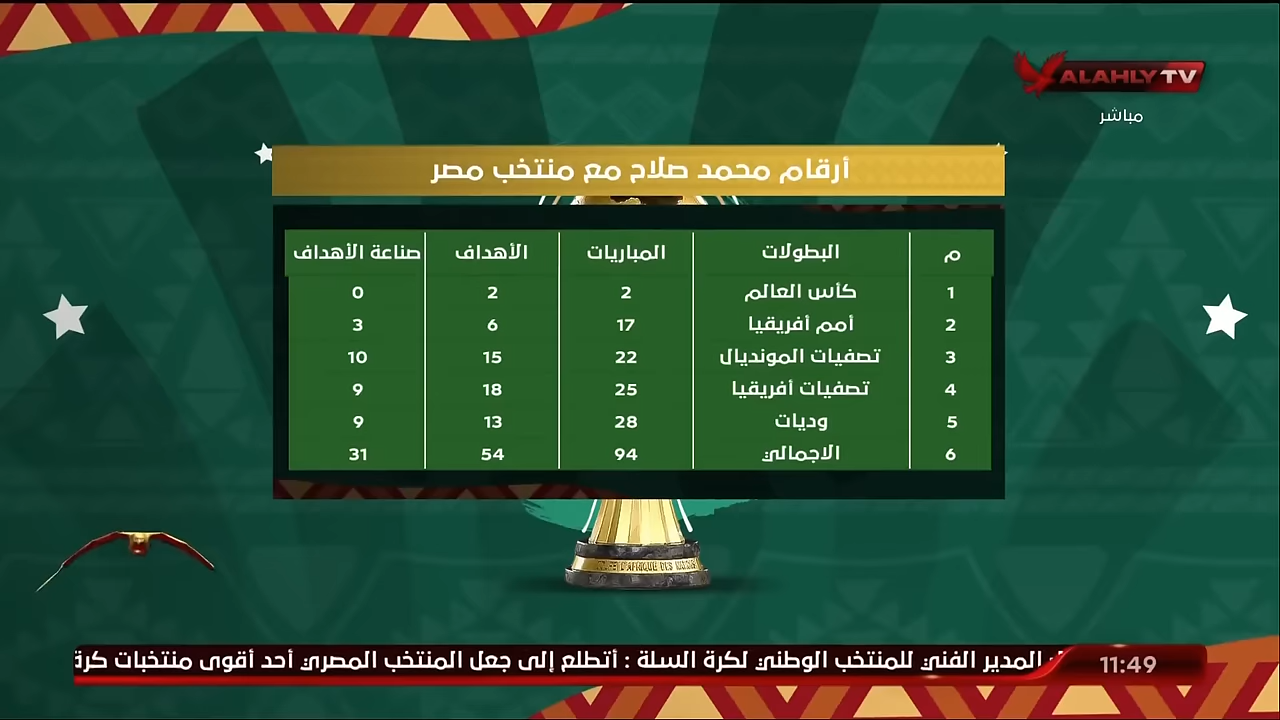 ALAHLY TV
مباشر
أرقام محمد صلاح مع منتخب مصر
م البطولات المباريات الأهداف صناعة الأهداف
1 كأس العالم 2 2 0
2 أمم أفريقيا 17 6 3
3 تصفيات المونديال 22 15 10
4 تصفيات أفريقيا 25 18 9
5 وديات 28 13 9
6 الاجمالي 94 54 31
D'AFRIQUE DES
11:49 المدير الفني للمنتخب الوطني لكرة السلة : أتطلع إلى جعل المنتخب المصري أحد أقوى منتخبات كرة